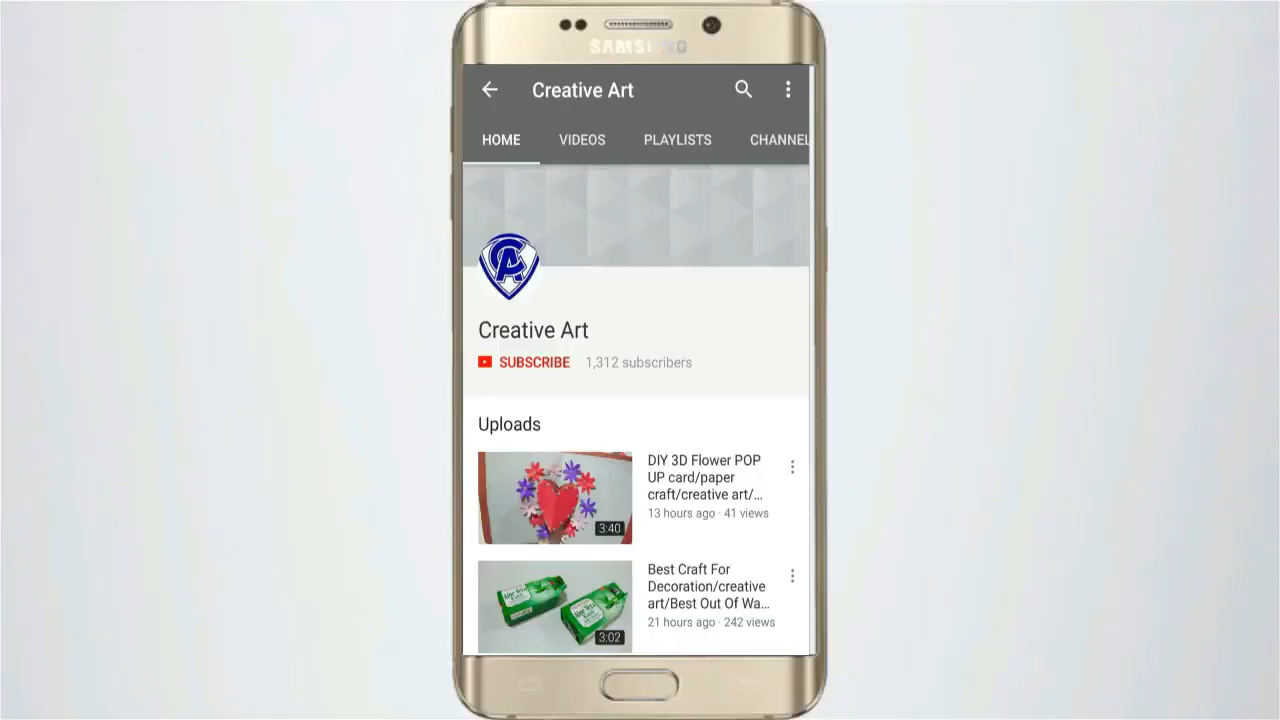 SAMSUNG
Creative Art
HOME VIDEOS PLAYLISTS CHANNEL
CA
Creative Art
SUBSCRIBE 1,312 subscribers
Uploads
DIY 3D Flower POP
UP card/paper
craft/creative art/...
13 hours ago · 41 views
3:40
Best Craft For
Decoration/creative
art/Best Out Of Wa...
21 hours ago · 242 views
3:02